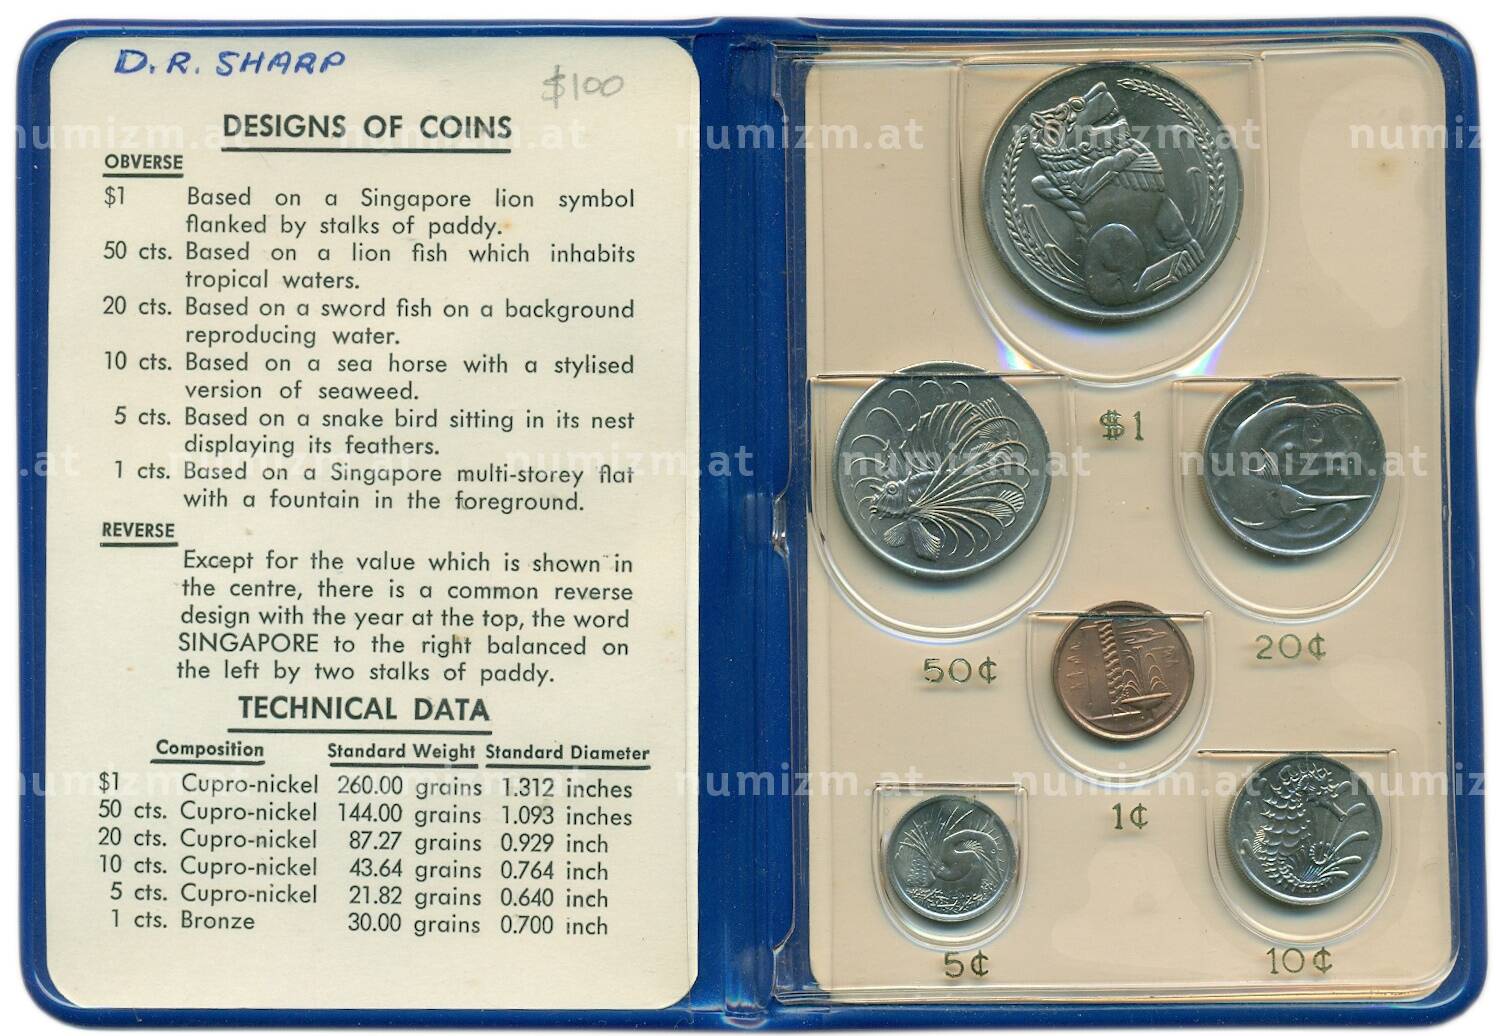 D.R. SHARP
$100
DESIGNS OF COINS
OBVERSE
$1 Based on a Singapore lion symbol
flanked by stalks of paddy.
50 cts. Based on a lion fish which inhabits
tropical waters.
20 cts. Based on a sword fish on a background
reproducing water.
10 cts. Based on a sea horse with a stylised
version of seaweed.
5 cts. Based on a snake bird sitting in its nest
displaying its feathers.
1 cts. Based on a Singapore multi-storey flat
with a fountain in the foreground.
REVERSE
Except for the value which is shown in
the centre, there is a common reverse
design with the year at the top, the word
SINGAPORE to the right balanced on
the left by two stalks of paddy.
TECHNICAL DATA
Composition Standard Weight Standard Diameter
$1 Cupro-nickel 260.00 grains 1.312 inches
50 cts. Cupro-nickel 144.00 grains 1.093 inches
20 cts. Cupro-nickel 87.27 grains 0.929 inch
10 cts. Cupro-nickel 43.64 grains 0.764 inch
5 cts. Cupro-nickel 21.82 grains 0.640 inch
1 cts. Bronze 30.00 grains 0.700 inch
$1
50¢
20¢
1¢
5¢
10¢
numizm.at